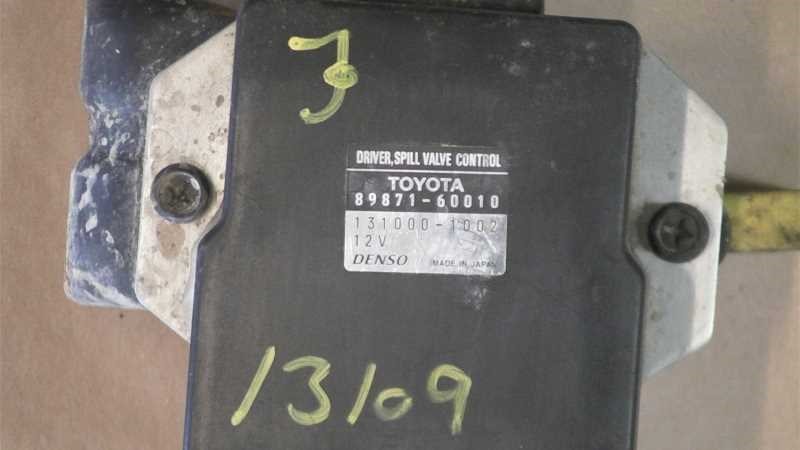 DRIVER, SPILL VALVE CONTROL
TOYOTA
89871-60010
131000-1002
12V
DENSO MADE IN JAPAN
13109